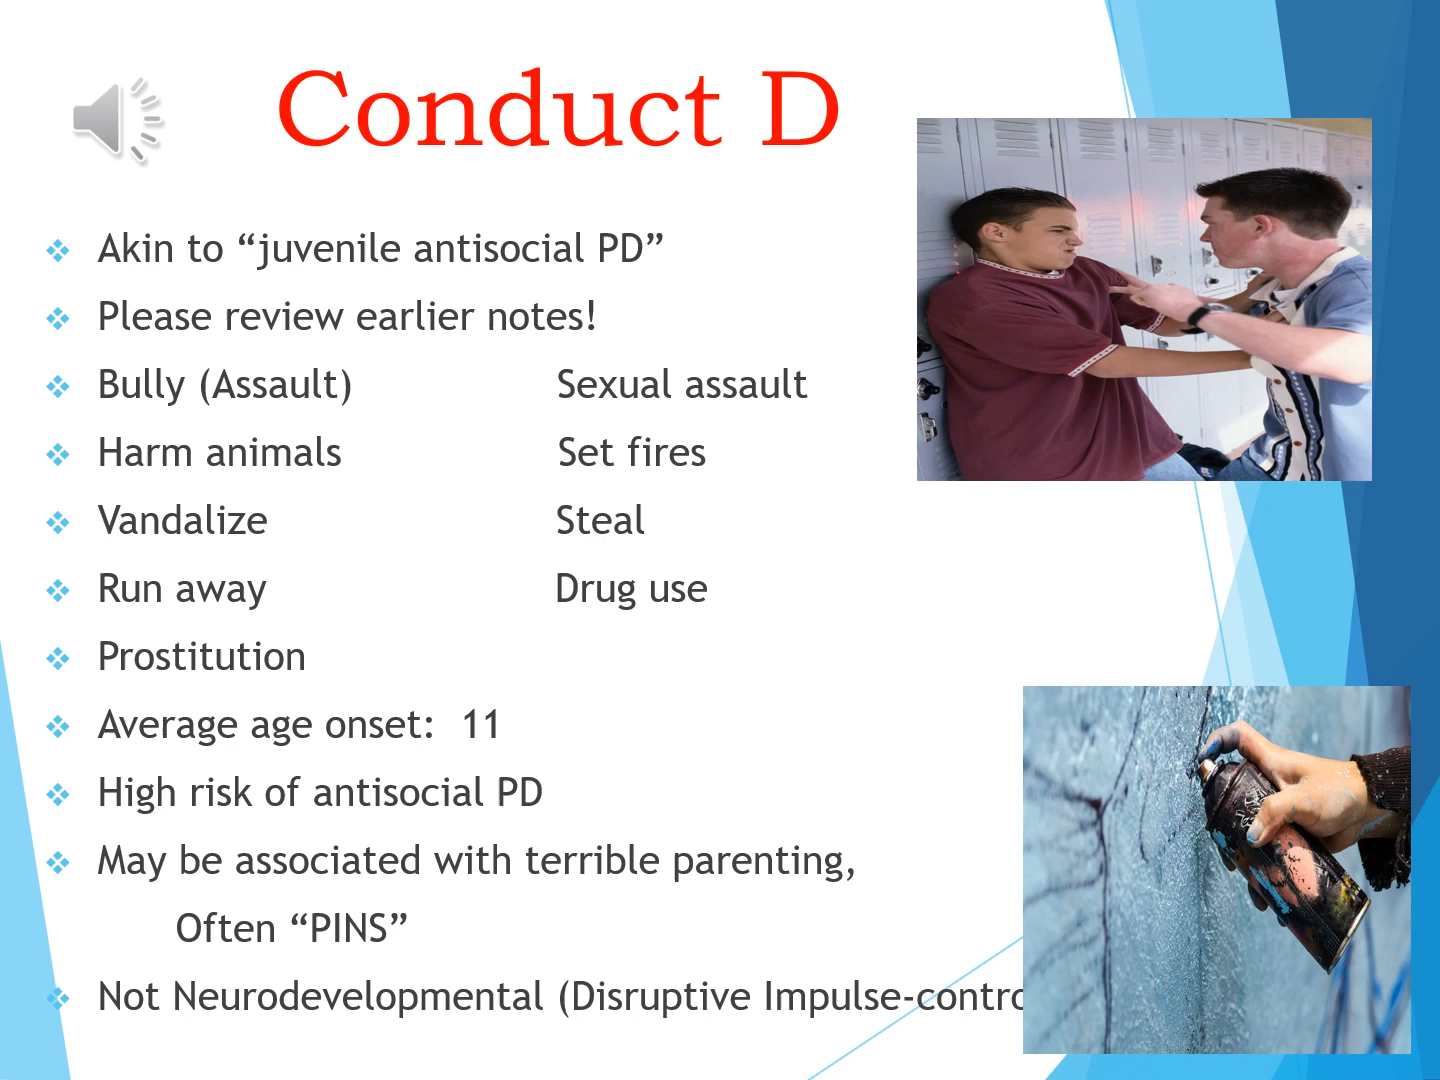 Conduct D
Akin to “juvenile antisocial PD”
Please review earlier notes!
Bully (Assault) Sexual assault
Harm animals Set fires
Vandalize Steal
Run away Drug use
Prostitution
Average age onset: 11
High risk of antisocial PD
May be associated with terrible parenting,
Often “PINS”
Not Neurodevelopmental (Disruptive Impulse-contro